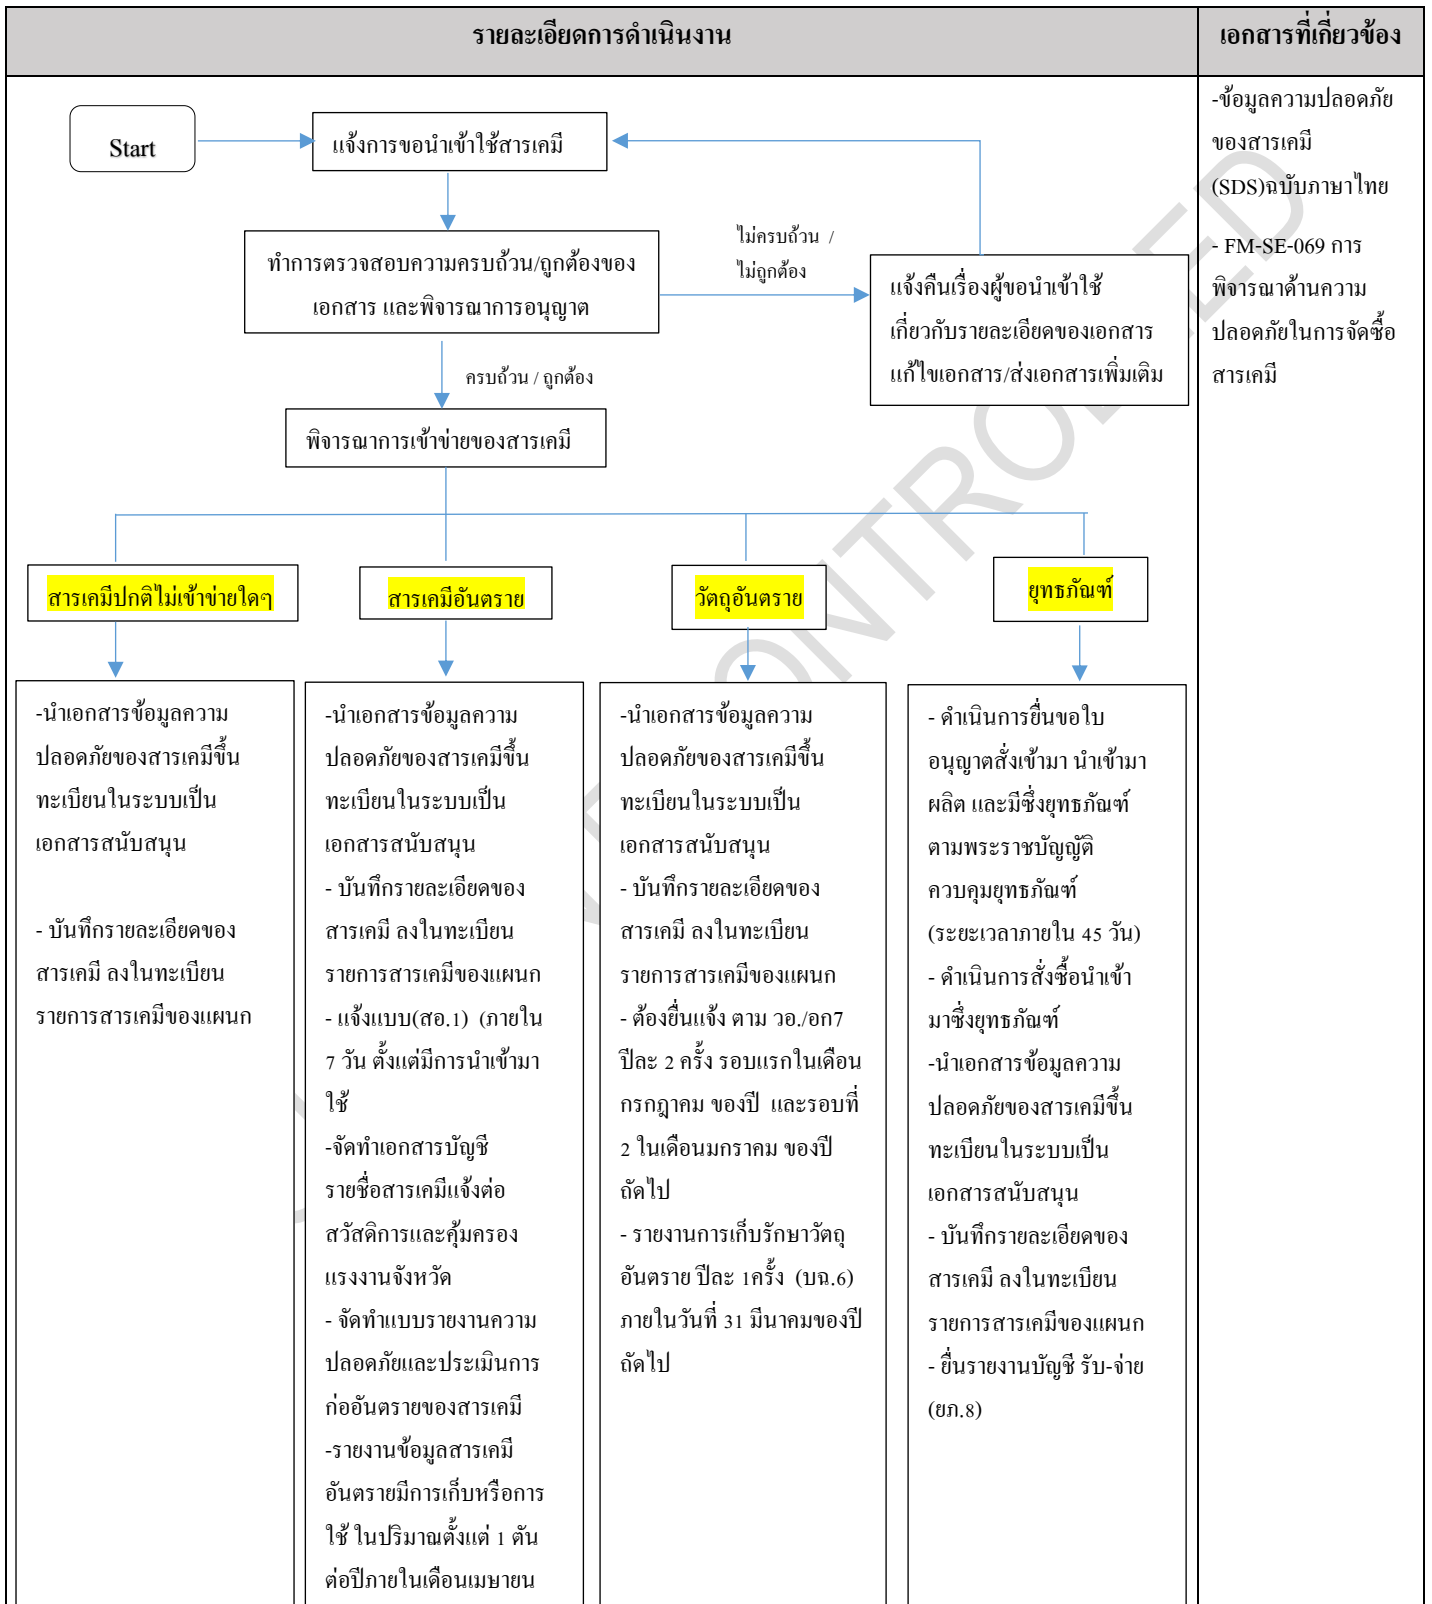 รายละเอียดการดำเนินงาน
เอกสารที่เกี่ยวข้อง
Start
แจ้งการขอนำเข้าใช้สารเคมี
ทำการตรวจสอบความครบถ้วน/ถูกต้องของ
เอกสาร และพิจารณาการอนุญาต
ไม่ครบถ้วน /
ไม่ถูกต้อง
แจ้งคืนเรื่องผู้ขอนำเข้าใช้
เกี่ยวกับรายละเอียดของเอกสาร
แก้ไขเอกสาร/ส่งเอกสารเพิ่มเติม
ครบถ้วน / ถูกต้อง
พิจารณาการเข้าข่ายของสารเคมี
-ข้อมูลความปลอดภัย
ของสารเคมี
(SDS)ฉบับภาษาไทย
- FM-SE-069 การ
พิจารณาด้านความ
ปลอดภัยในการจัดซื้อ
สารเคมี
สารเคมีปกติไม่เข้าข่ายใดๆ
-นำเอกสารข้อมูลความ
ปลอดภัยของสารเคมีขึ้น
ทะเบียนในระบบเป็น
เอกสารสนับสนุน
- บันทึกรายละเอียดของ
สารเคมี ลงในทะเบียน
รายการสารเคมีของแผนก
สารเคมีอันตราย
-นำเอกสารข้อมูลความ
ปลอดภัยของสารเคมีขึ้น
ทะเบียนในระบบเป็น
เอกสารสนับสนุน
- บันทึกรายละเอียดของ
สารเคมี ลงในทะเบียน
รายการสารเคมีของแผนก
- แจ้งแบบ(สอ.1) (ภายใน
7 วัน ตั้งแต่มีการนำเข้ามา
ใช้
-จัดทำเอกสารบัญชี
รายชื่อสารเคมีแจ้งต่อ
สวัสดิการและคุ้มครอง
แรงงานจังหวัด
- จัดทำแบบรายงานความ
ปลอดภัยและประเมินการ
ก่ออันตรายของสารเคมี
-รายงานข้อมูลสารเคมี
อันตรายมีการเก็บหรือการ
ใช้ ในปริมาณตั้งแต่ 1 ตัน
ต่อปีภายในเดือนเมษายน
วัตถุอันตราย
-นำเอกสารข้อมูลความ
ปลอดภัยของสารเคมีขึ้น
ทะเบียนในระบบเป็น
เอกสารสนับสนุน
- บันทึกรายละเอียดของ
สารเคมี ลงในทะเบียน
รายการสารเคมีของแผนก
- ต้องยื่นแจ้ง ตาม วอ./อก7
ปีละ 2 ครั้ง รอบแรกในเดือน
กรกฎาคม ของปี และรอบที่
2 ในเดือนมกราคม ของปี
ถัดไป
- รายงานการเก็บรักษาวัตถุ
อันตราย ปีละ 1ครั้ง (บฉ.6)
ภายในวันที่ 31 มีนาคมของปี
ถัดไป
ยุทธภัณฑ์
- ดำเนินการยื่นขอใบ
อนุญาตสั่งเข้ามา นำเข้ามา
ผลิต และมีซึ่งยุทธภัณฑ์
ตามพระราชบัญญัติ
ควบคุมยุทธภัณฑ์
(ระยะเวลาภายใน 45 วัน)
- ดำเนินการสั่งซื้อนำเข้า
มาซึ่งยุทธภัณฑ์
-นำเอกสารข้อมูลความ
ปลอดภัยของสารเคมีขึ้น
ทะเบียนในระบบเป็น
เอกสารสนับสนุน
- บันทึกรายละเอียดของ
สารเคมี ลงในทะเบียน
รายการสารเคมีของแผนก
- ยื่นรายงานบัญชี รับ-จ่าย
(ยภ.8)